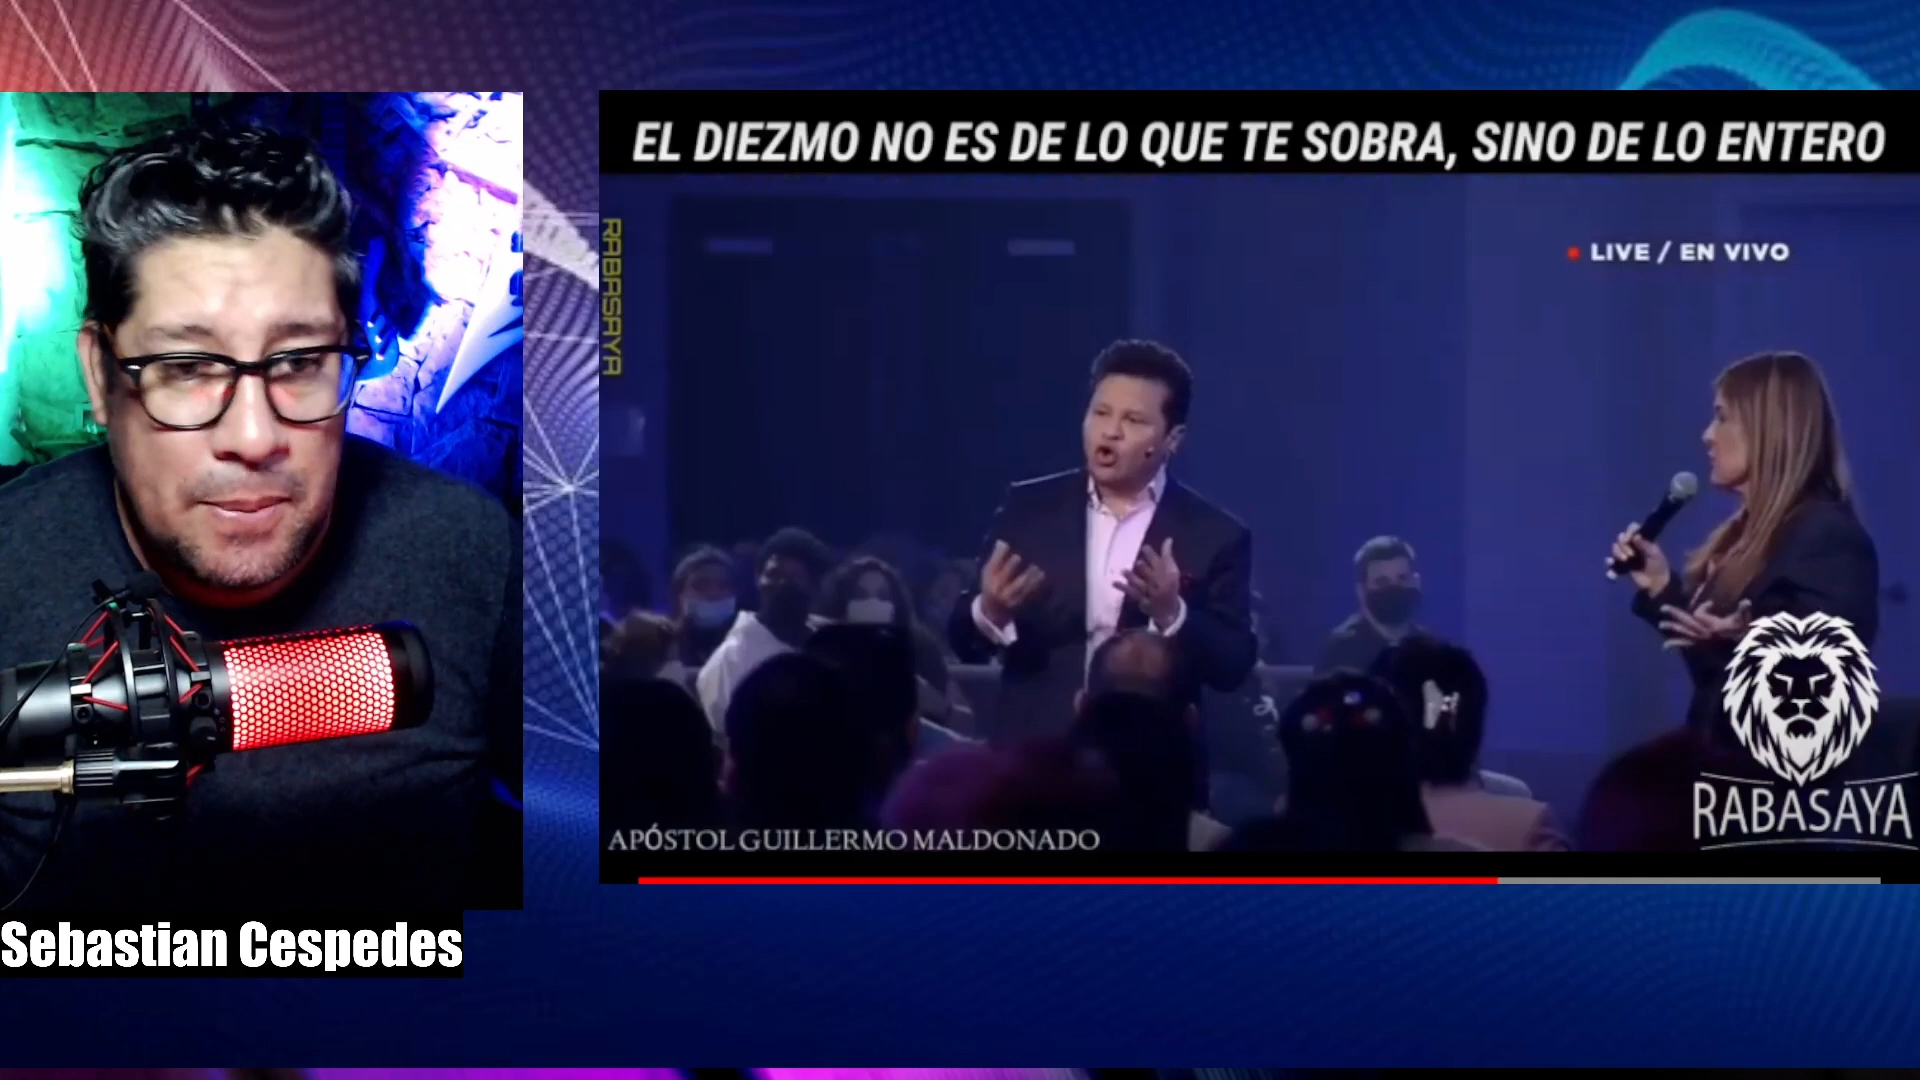 EL DIEZMO NO ES DE LO QUE TE SOBRA, SINO DE LO ENTERO
RABASAYA
LIVE / EN VIVO
RABASAYA
APÓSTOL GUILLERMO MALDONADO
Sebastian Cespedes